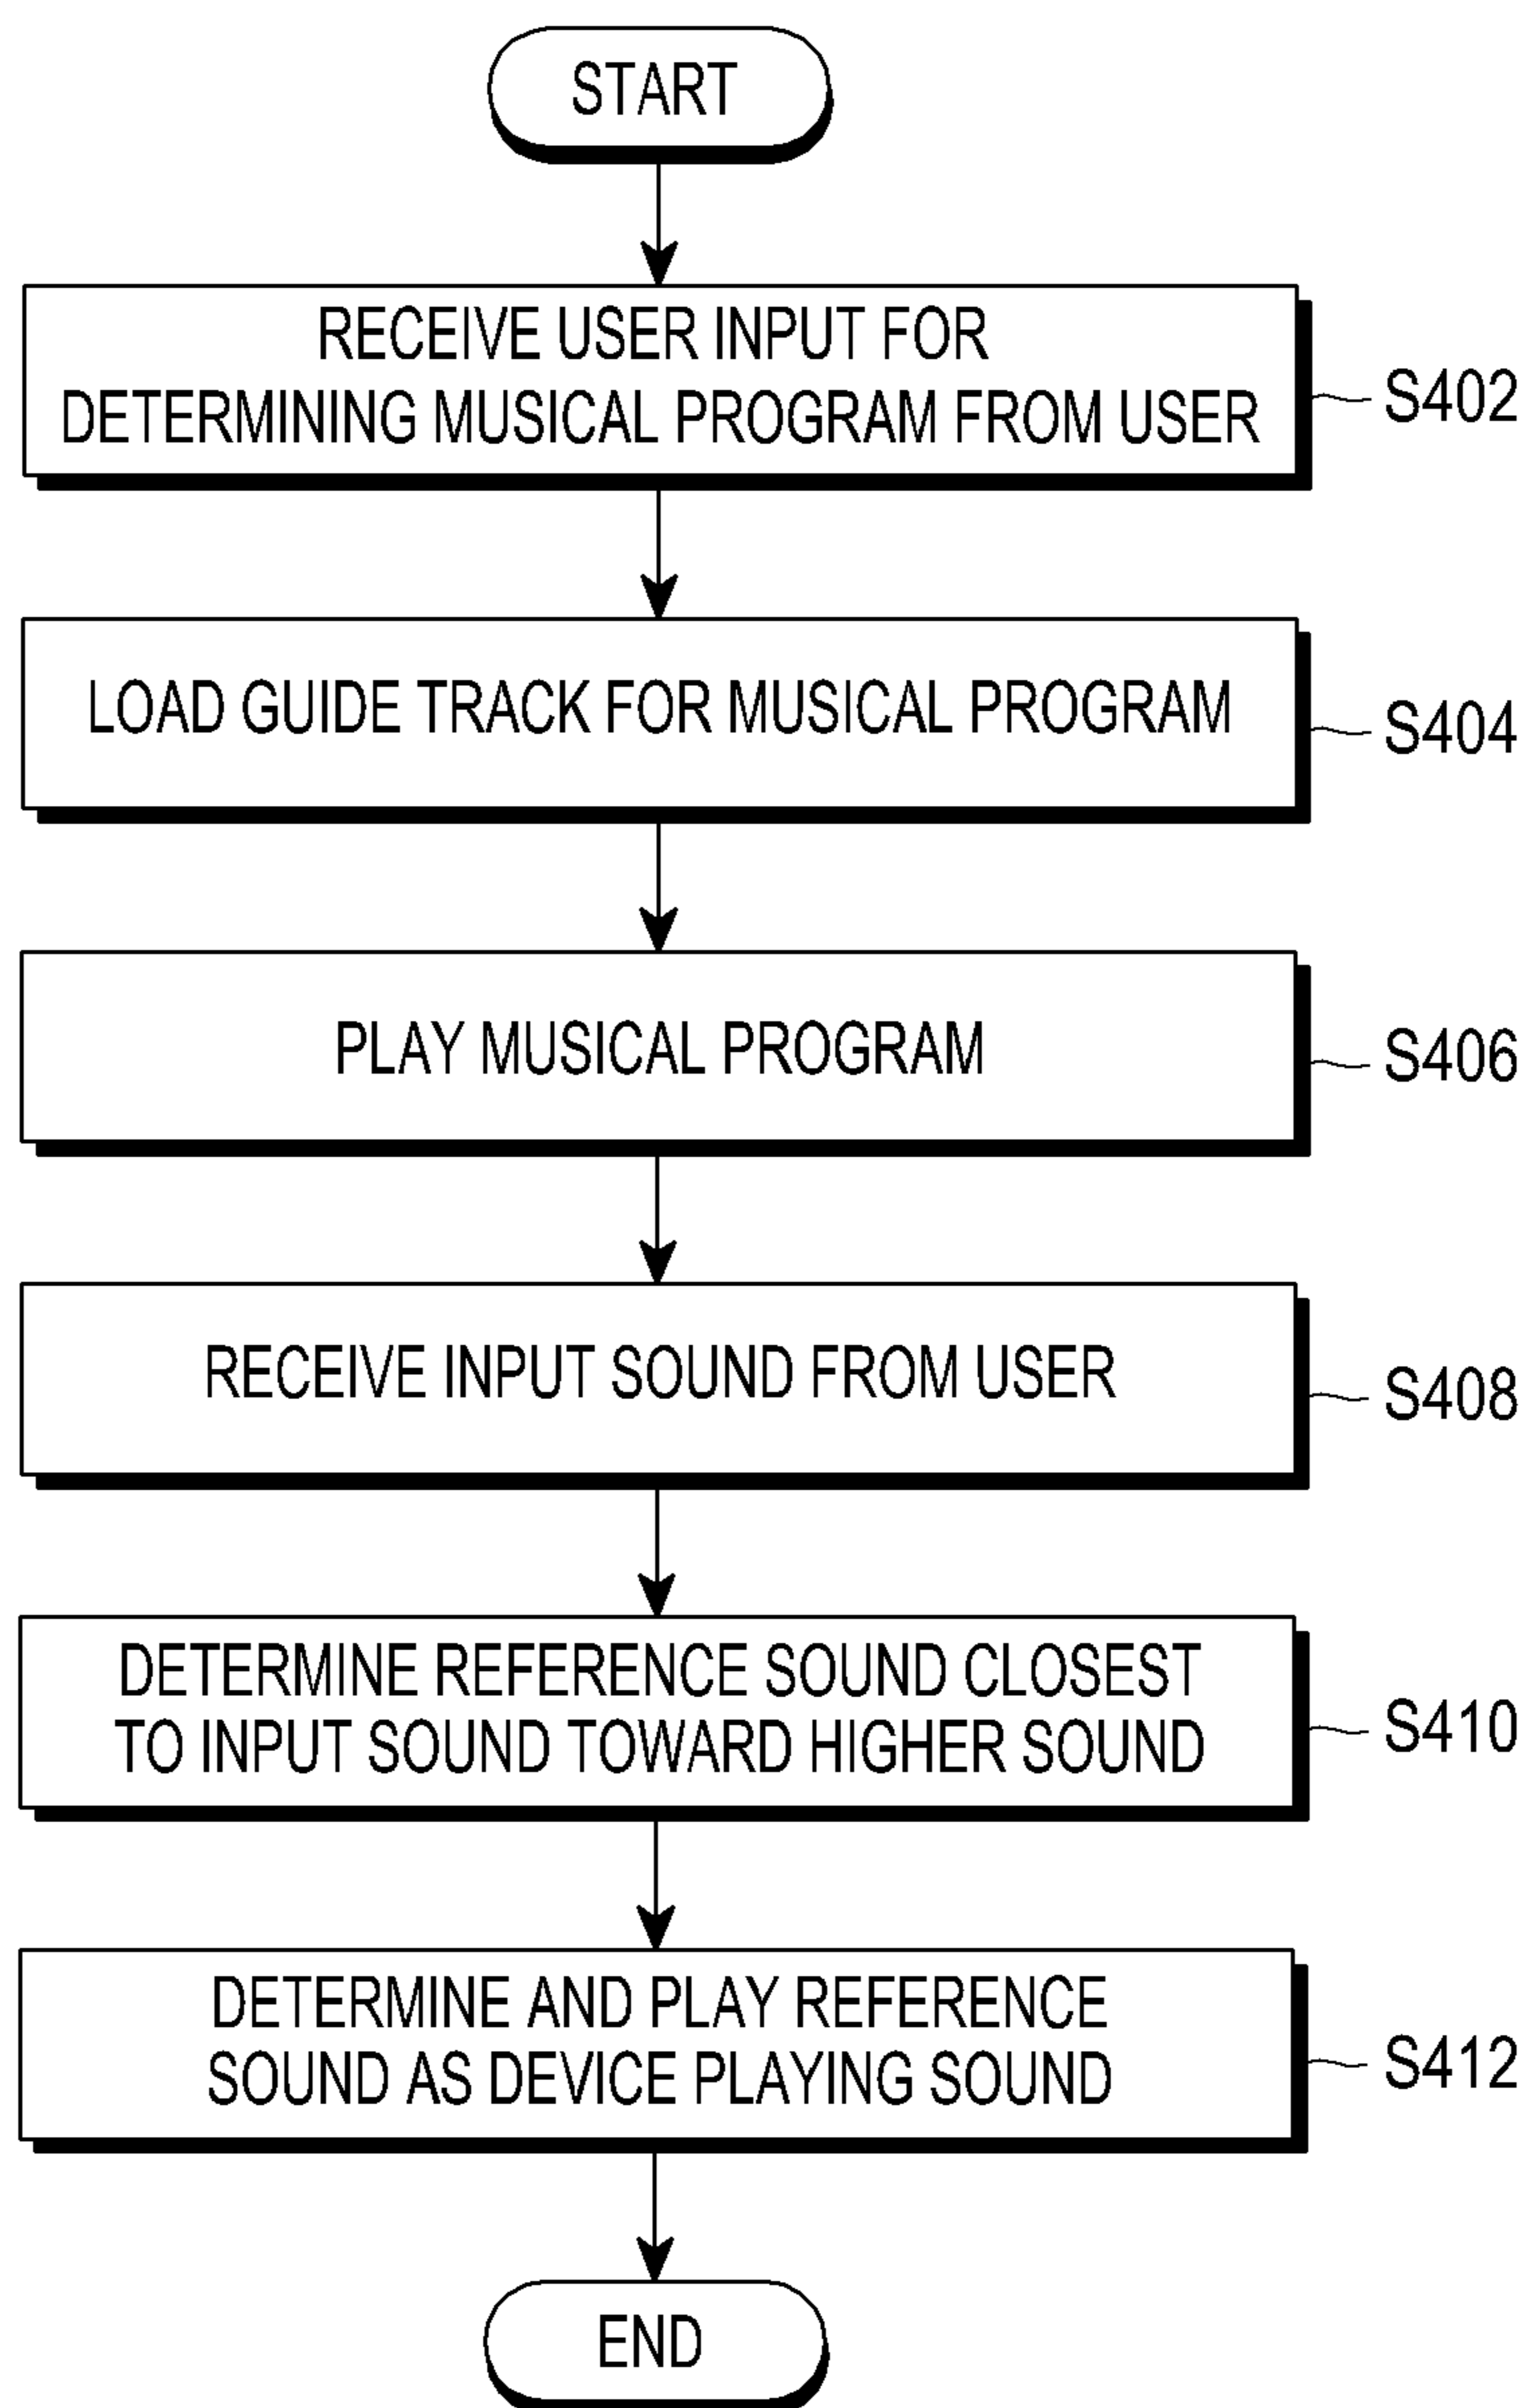 START
RECEIVE USER INPUT FOR
DETERMINING MUSICAL PROGRAM FROM USER
S402
LOAD GUIDE TRACK FOR MUSICAL PROGRAM
S404
PLAY MUSICAL PROGRAM
S406
RECEIVE INPUT SOUND FROM USER
S408
DETERMINE REFERENCE SOUND CLOSEST
TO INPUT SOUND TOWARD HIGHER SOUND
S410
DETERMINE AND PLAY REFERENCE
SOUND AS DEVICE PLAYING SOUND
S412
END